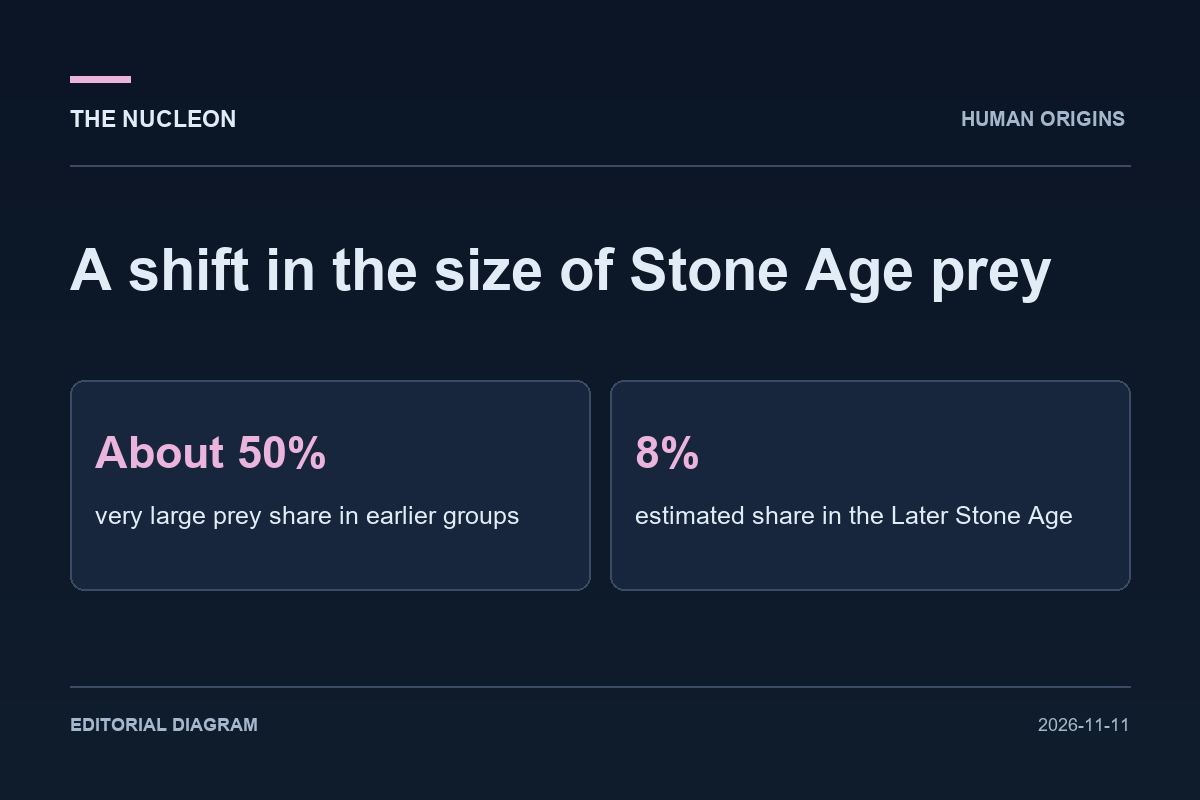 THE NUCLEON
HUMAN ORIGINS
A shift in the size of Stone Age prey
About 50%
very large prey share in earlier groups
8%
estimated share in the Later Stone Age
EDITORIAL DIAGRAM
2026-11-11